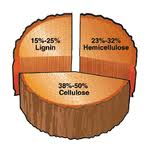 15%-25%
Lignin
23%-32%
Hemicellulose
38%-50%
Cellulose